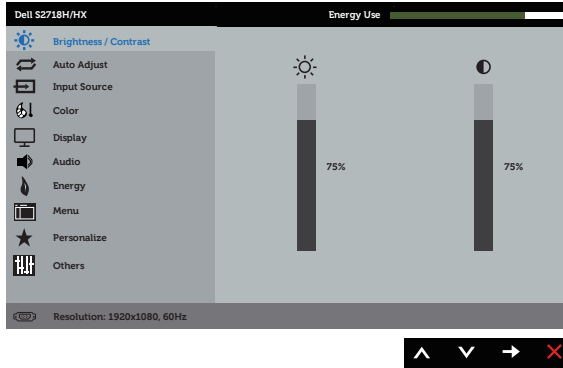 Dell S2718H/HX
Energy Use
Brightness / Contrast
Auto Adjust
Input Source
Color
Display
Audio
Energy
Menu
Personalize
Others
75%
75%
Resolution: 1920x1080, 60Hz